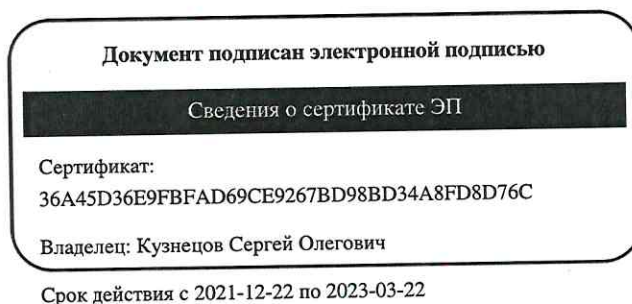 Документ подписан электронной подписью
Сведения о сертификате ЭП
Сертификат:
36A45D36E9FBFAD69CE9267BD98BD34A8FD8D76C
Владелец: Кузнецов Сергей Олегович
Срок действия с 2021-12-22 по 2023-03-22